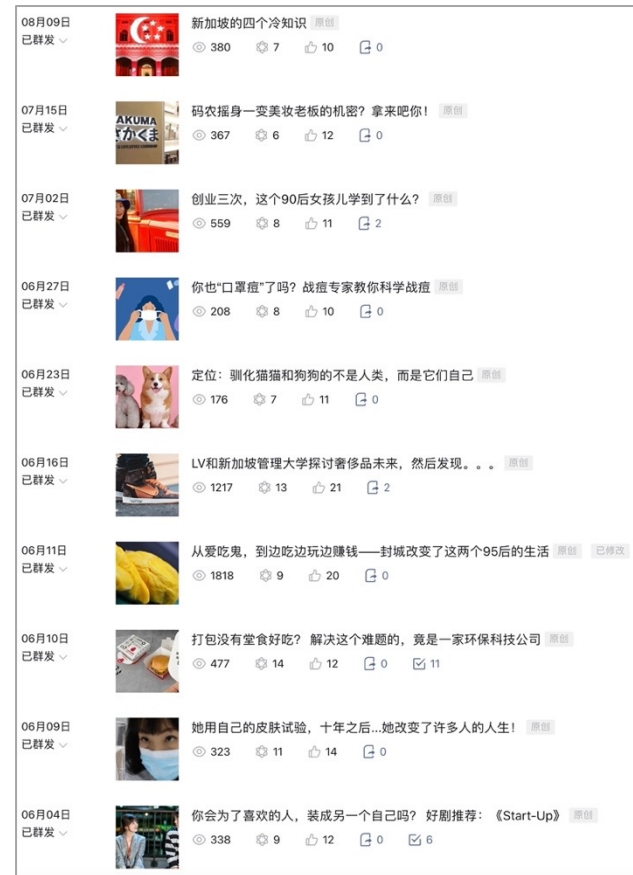 08月09日
已群发
新加坡的四个冷知识 原创
380 7 10 0
07月15日
已群发
AKUMA
さかくま
码农摇身一变美妆老板的机密？拿来吧你！ 原创
367 6 12 0
07月02日
已群发
创业三次，这个90后女孩儿学到了什么？ 原创
559 8 11 2
06月27日
已群发
你也“口罩痘”了吗？战痘专家教你科学战痘 原创
208 8 10 0
06月23日
已群发
定位：驯化猫猫和狗狗的不是人类，而是它们自己 原创
176 7 11 0
06月16日
已群发
LV和新加坡管理大学探讨奢侈品未来，然后发现。。。 原创
1217 13 21 2
06月11日
已群发
从爱吃鬼，到边吃边玩边赚钱——封城改变了这两个95后的生活 原创 已修改
1818 9 20 0
06月10日
已群发
打包没有堂食好吃？ 解决这个难题的，竟是一家环保科技公司 原创
477 14 12 0 11
06月09日
已群发
她用自己的皮肤试验，十年之后...她改变了许多人的人生！ 原创
323 11 14 0
06月04日
已群发
你会为了喜欢的人，装成另一个自己吗？ 好剧推荐：《Start-Up》 原创
338 9 12 0 6